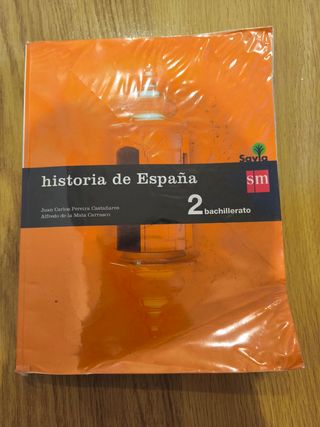 Savia
historia de España
sm
Juan Carlos Pereira Castañares
Alfredo de la Mata Carrasco
2 bachillerato